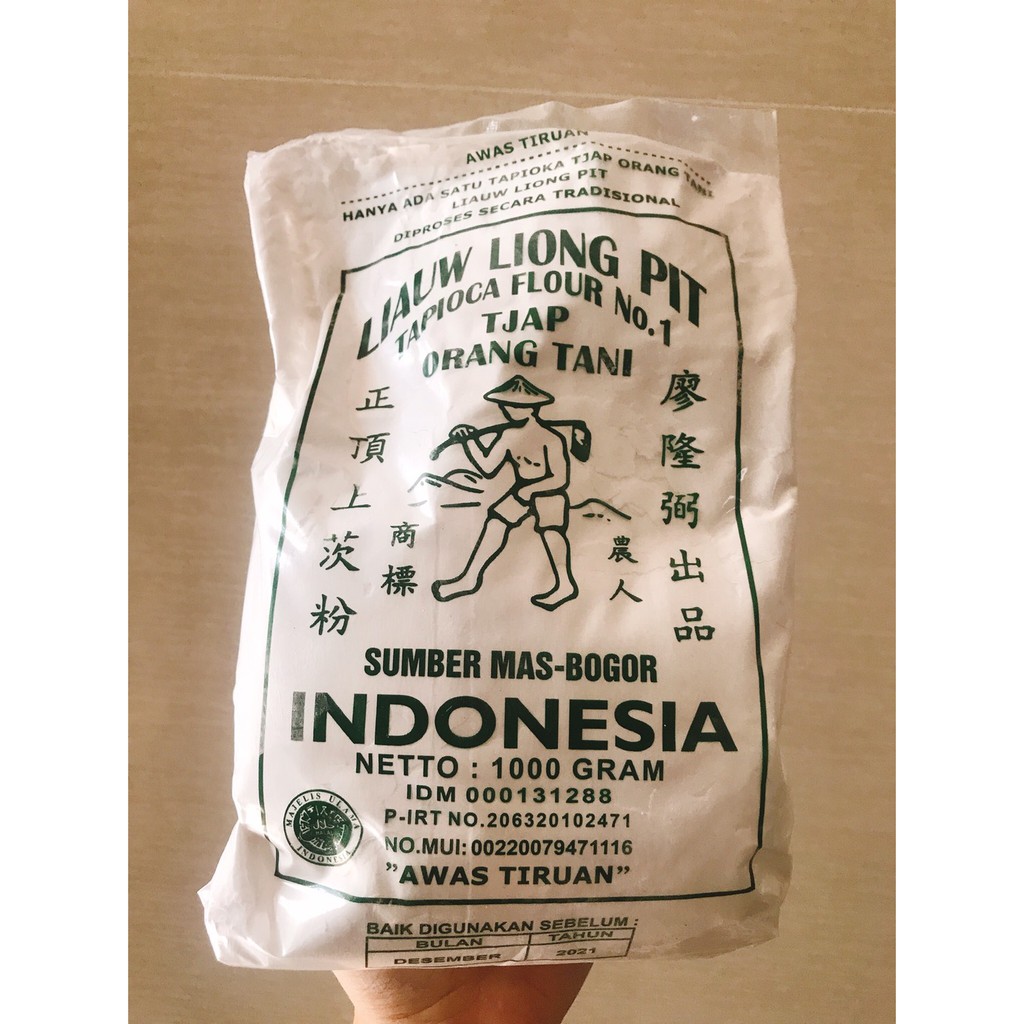 AWAS TIRUAN
HANYA ADA SATU TAPIOKA TJAP ORANG TANI
LIAUW LIONG PIT
DIPROSES SECARA TRADISIONAL
LIAUW LIONG PIT
TAPIOCA FLOUR No.1
TJAP
ORANG TANI
正頂上茨粉
商標
農人
廖隆弼出品
SUMBER MAS-BOGOR
INDONESIA
NETTO : 1000 GRAM
IDM 000131288
P-IRT NO.206320102471
NO.MUI: 00220079471116
"AWAS TIRUAN"
MAJELIS ULAMA
INDONESIA
BAIK DIGUNAKAN SEBELUM :
BULAN TAHUN
DESEMBER 2021